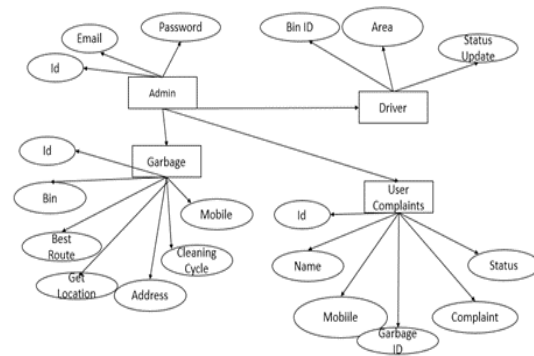 Email
Password
Id
Admin
Bin ID
Area
Status
Update
Driver
Id
Garbage
Bin
Mobile
Best
Route
Cleaning
Cycle
Get
Location
Address
User
Complaints
Id
Name
Status
Mobiile
Complaint
Garbage
ID